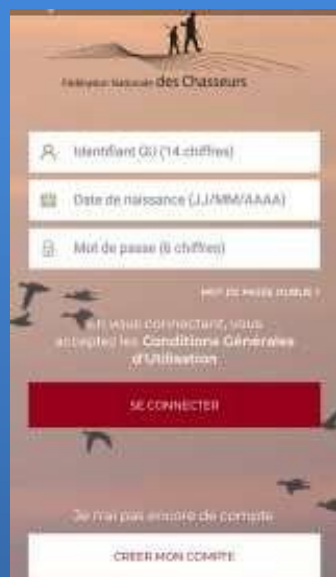 Fédération Nationale des Chasseurs
Identifiant GU (14 chiffres)
Date de naissance (JJ/MM/AAAA)
Mot de passe (6 chiffres)
MOT DE PASSE OUBLIÉ ?
En vous connectant, vous
acceptez les Conditions Générales
d'Utilisation
SE CONNECTER
Je n'ai pas encore de compte
CRÉER MON COMPTE